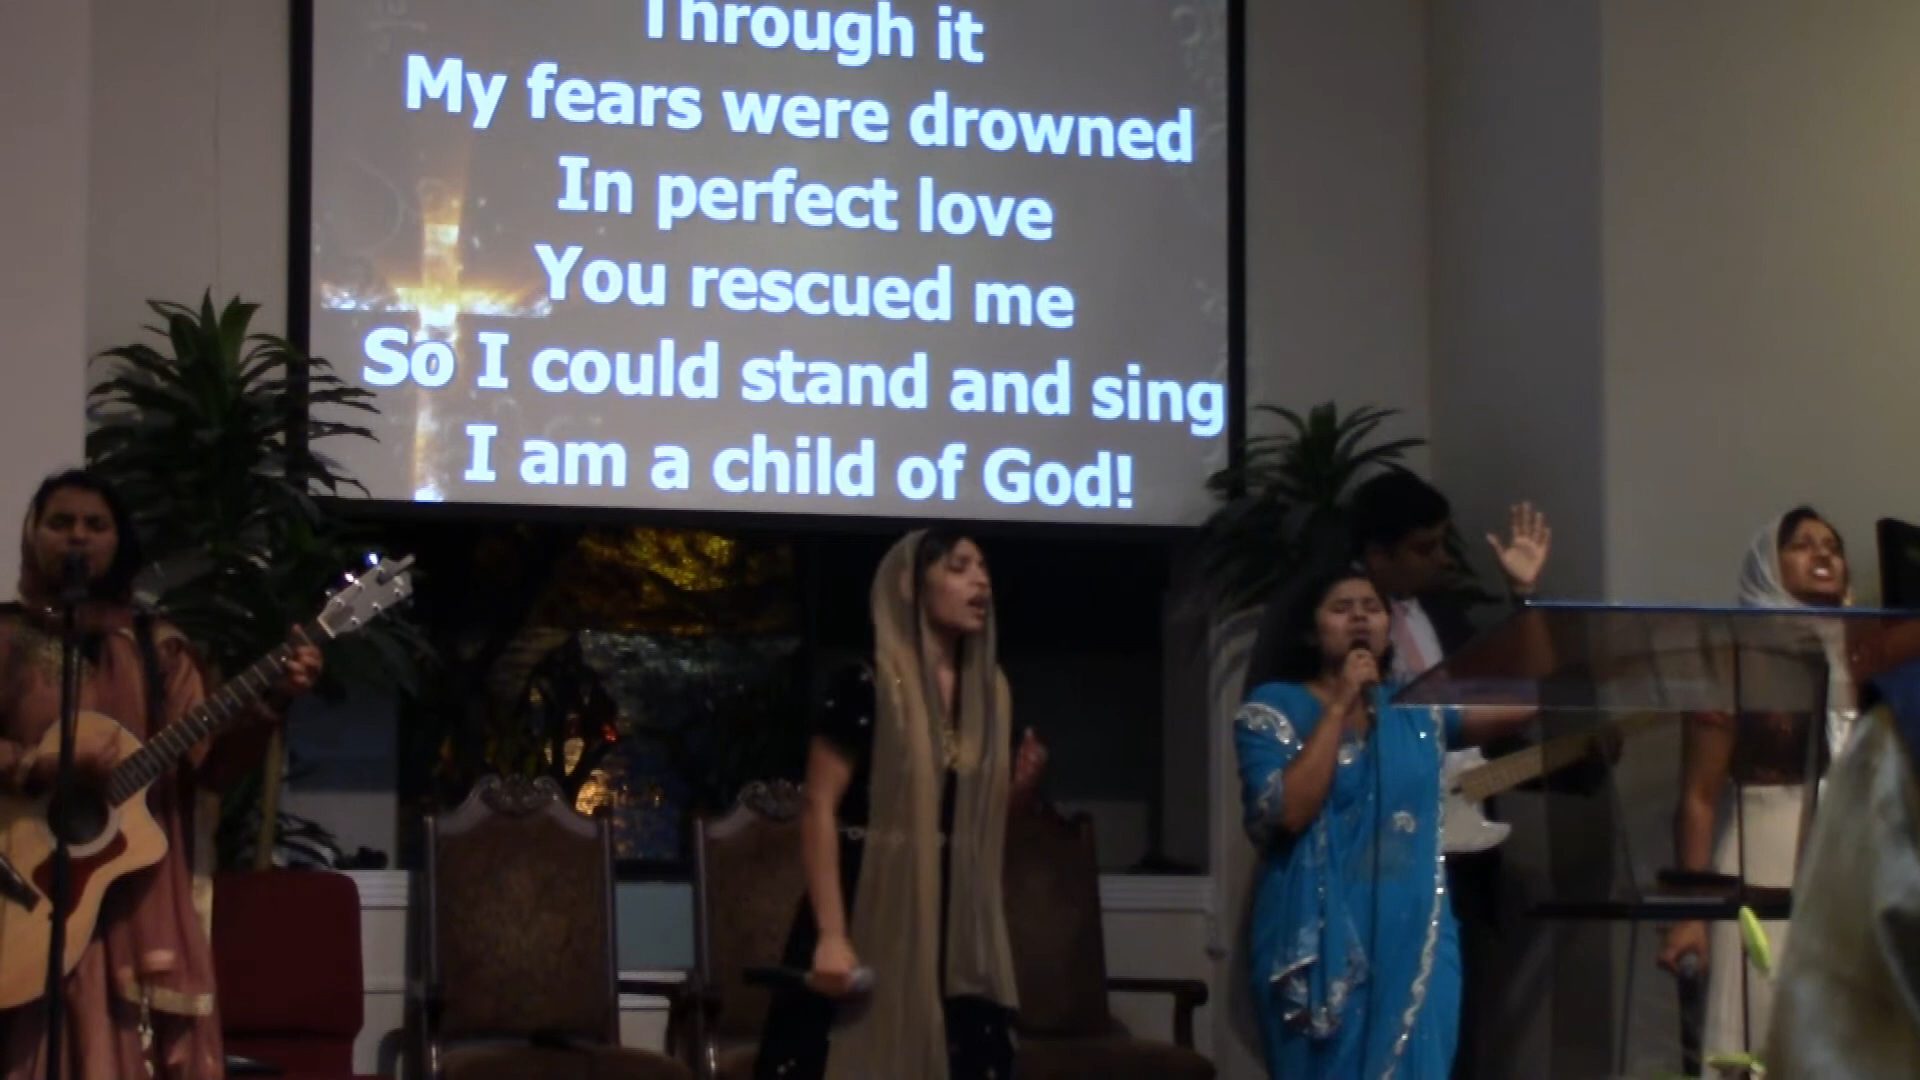 Through it
My fears were drowned
In perfect love
You rescued me
So I could stand and sing
I am a child of God!